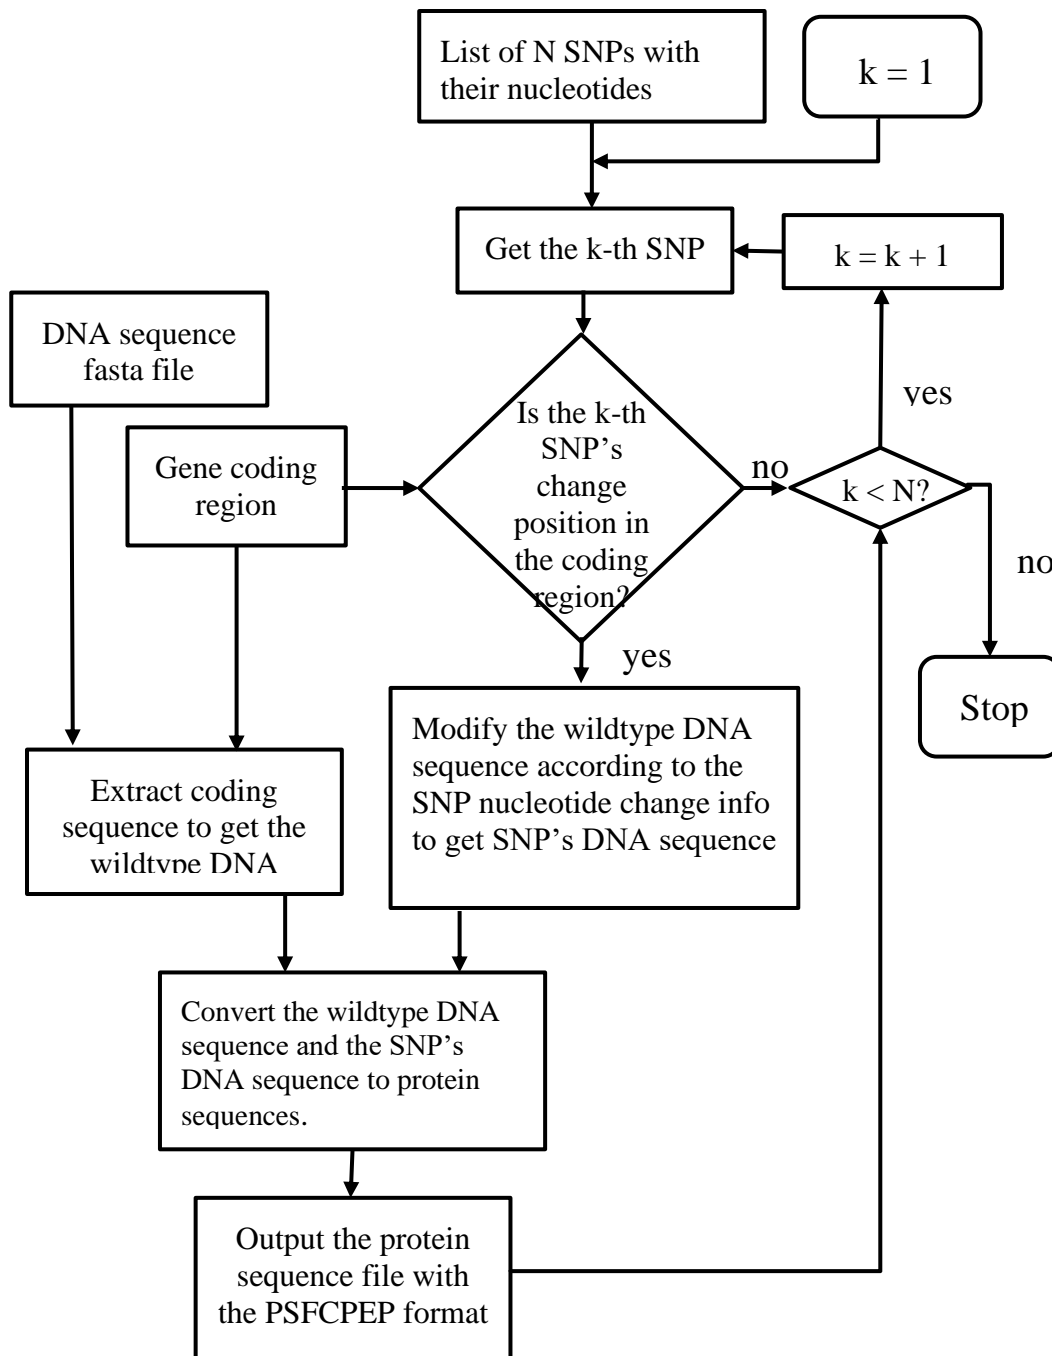 List of N SNPs with
their nucleotides
k = 1
Get the k-th SNP
k = k + 1
DNA sequence
fasta file
yes
Is the k-th
SNP’s
change
position in
the coding
region?
Gene coding
region
no
k < N?
no
yes
Stop
Modify the wildtype DNA
sequence according to the
SNP nucleotide change info
to get SNP’s DNA sequence
Extract coding
sequence to get the
wildtype DNA
Convert the wildtype DNA
sequence and the SNP’s
DNA sequence to protein
sequences.
Output the protein
sequence file with
the PSFCPEP format